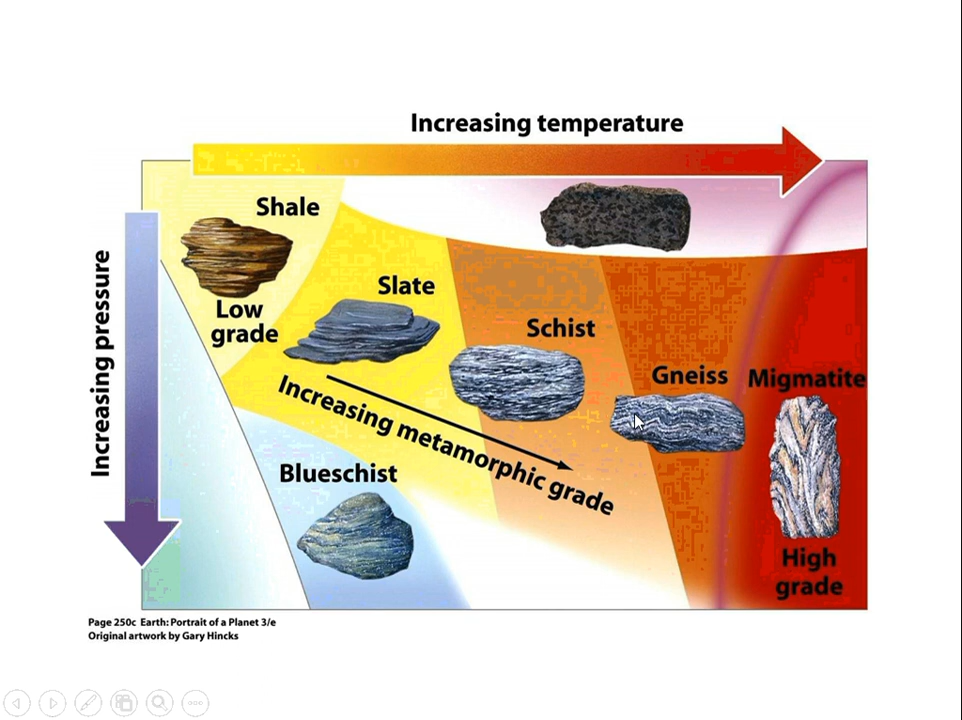 Increasing temperature
Increasing pressure
Shale
Low
grade
Slate
Schist
Gneiss
Migmatite
Increasing metamorphic grade
Blueschist
High
grade
Page 250c Earth: Portrait of a Planet 3/e
Original artwork by Gary Hincks